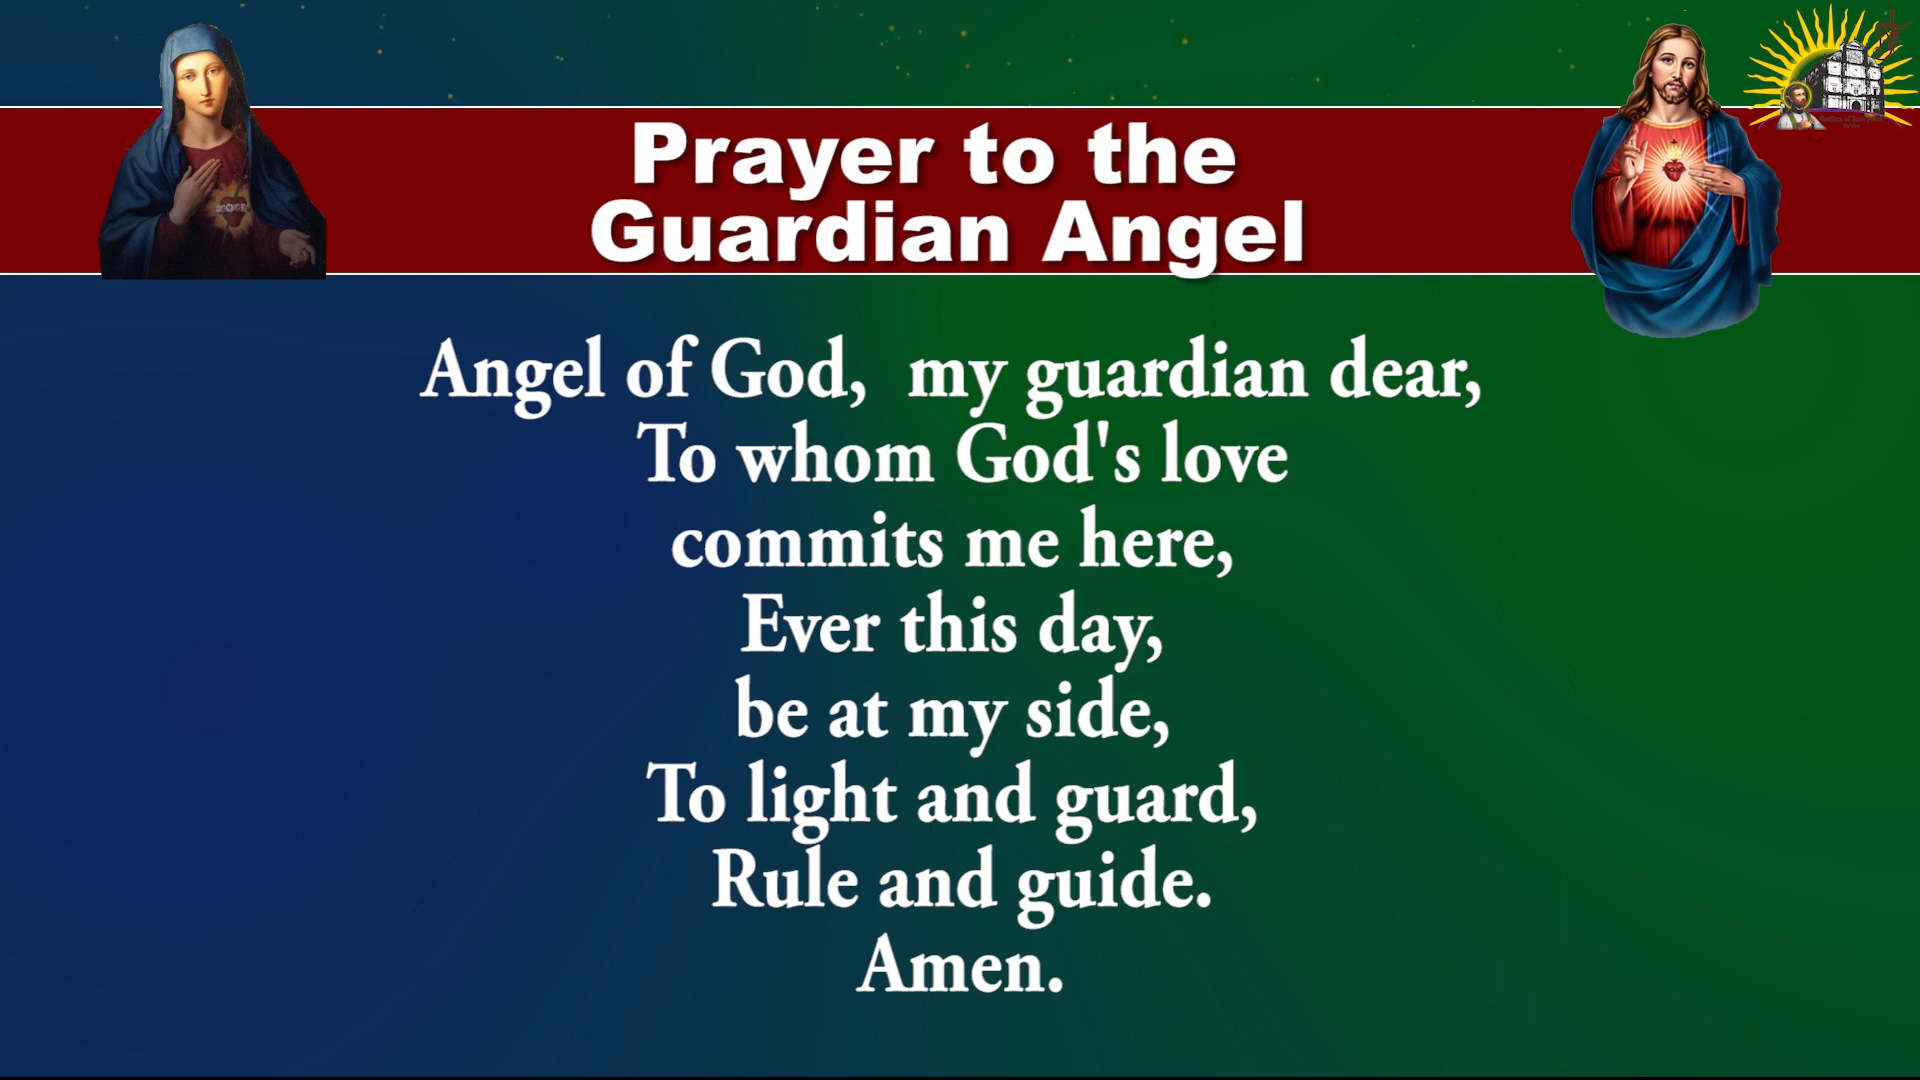 Prayer to the
Guardian Angel
Angel of God,  my guardian dear,
To whom God's love
commits me here,
Ever this day,
be at my side,
To light and guard,
Rule and guide.
Amen.